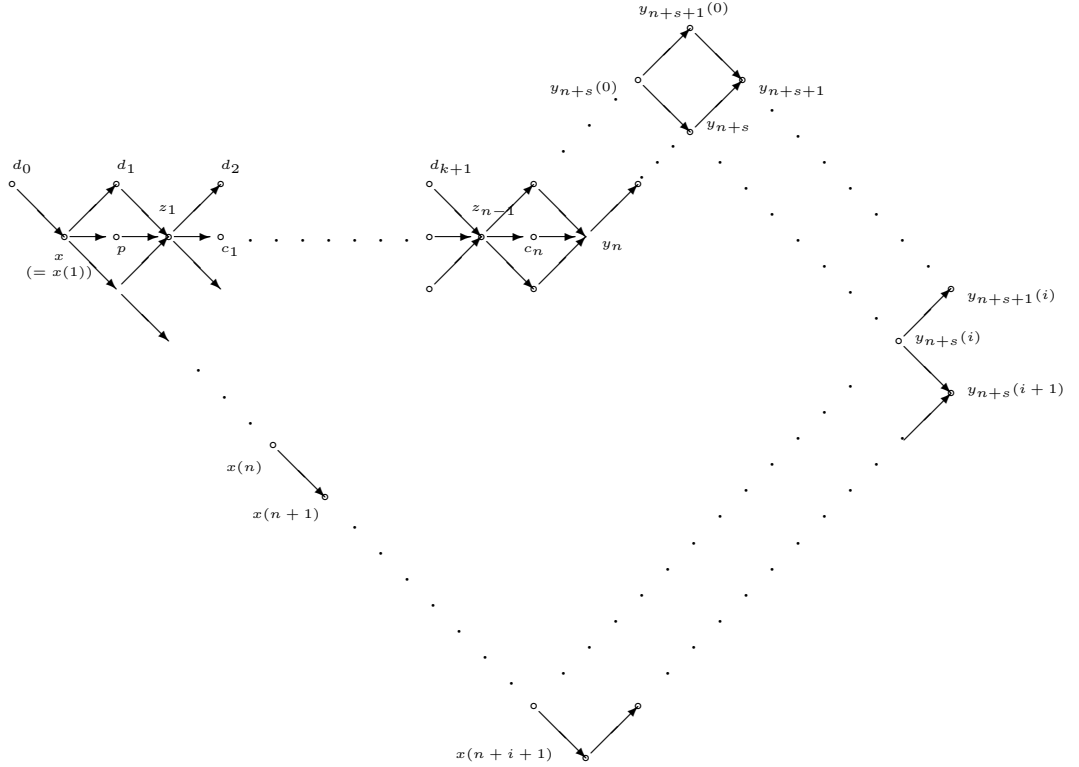 y_{n+s+1}(0)
y_{n+s}(0)
y_{n+s+1}
y_{n+s}
d_0
d_1
d_2
d_{k+1}
z_1
z_{n-1}
x
p
c_1
c_n
y_n
(= x(1))
y_{n+s+1}(i)
y_{n+s}(i)
y_{n+s}(i + 1)
x(n)
x(n + 1)
x(n + i + 1)